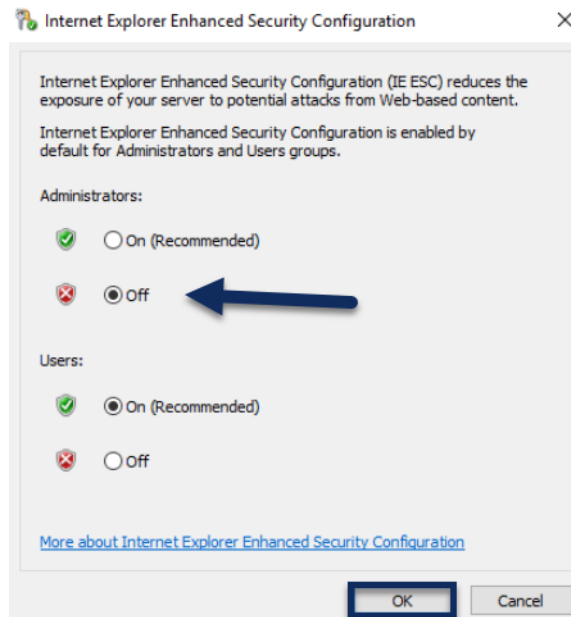 Internet Explorer Enhanced Security Configuration
Internet Explorer Enhanced Security Configuration (IE ESC) reduces the
exposure of your server to potential attacks from Web-based content.
Internet Explorer Enhanced Security Configuration is enabled by
default for Administrators and Users groups.
Administrators:
On (Recommended)
Off
Users:
On (Recommended)
Off
More about Internet Explorer Enhanced Security Configuration
OK
Cancel